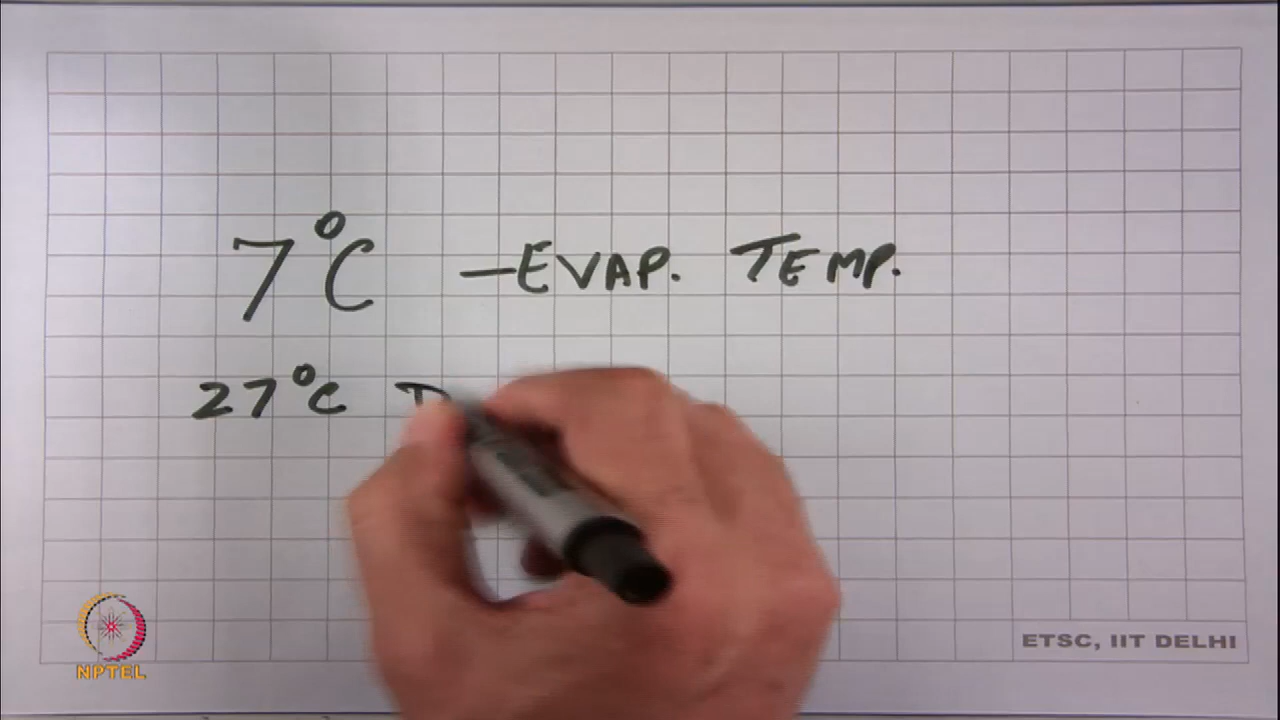 7°C — EVAP. TEMP.
27°C
NPTEL
ETSC, IIT DELHI